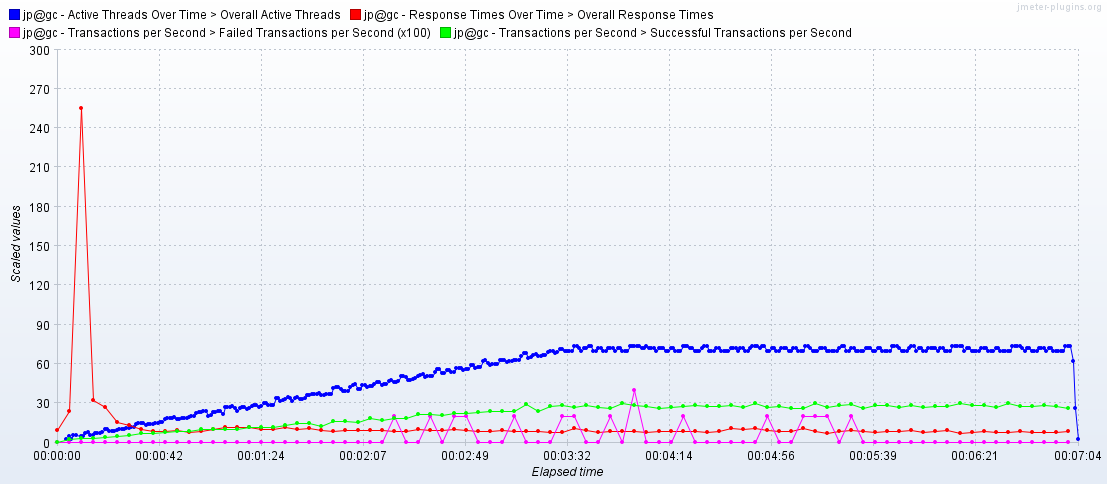 jp@gc - Active Threads Over Time > Overall Active Threads jp@gc - Response Times Over Time > Overall Response Times
jmeter-plugins.org
jp@gc - Transactions per Second > Failed Transactions per Second (x100) jp@gc - Transactions per Second > Successful Transactions per Second
300
270
240
210
180
150
120
90
60
30
0
Scaled values
00:00:00 00:00:42 00:01:24 00:02:07 00:02:49 00:03:32 00:04:14 00:04:56 00:05:39 00:06:21 00:07:04
Elapsed time